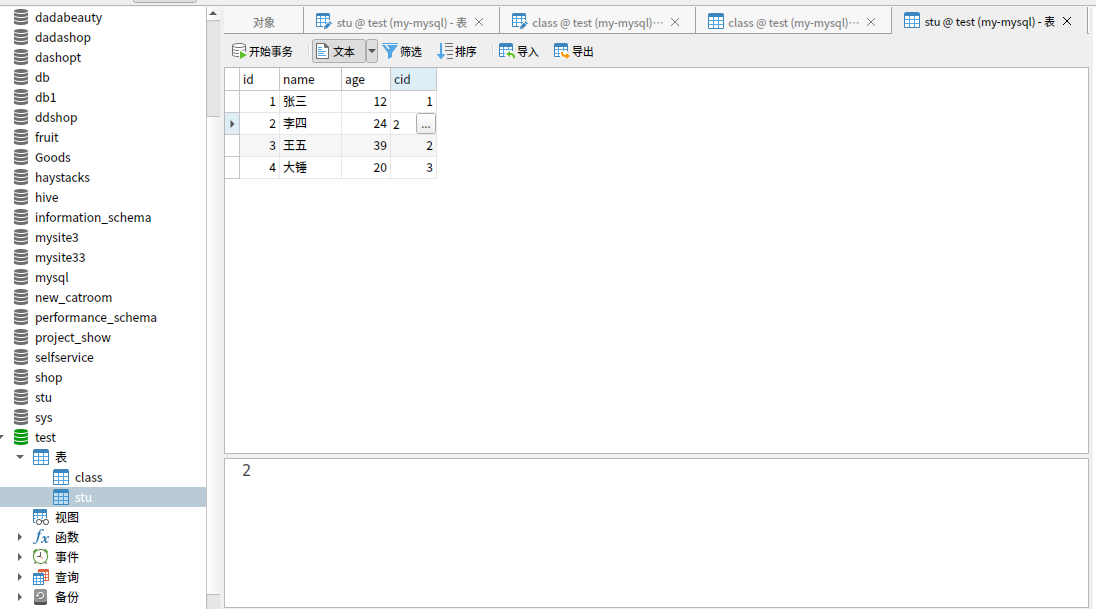 dadabeauty
dadashop
dashopt
db
db1
ddshop
fruit
Goods
haystacks
hive
information_schema
mysite3
mysite33
mysql
new_catroom
performance_schema
project_show
selfservice
shop
stu
sys
test
表
class
stu
视图
fx 函数
事件
查询
备份
对象
stu @ test (my-mysql) - 表
class @ test (my-mysql)···
class @ test (my-mysql)···
stu @ test (my-mysql) - 表
开始事务 文本 筛选 排序 导入 导出
id name age cid
1 张三 12 1
2 李四 24 2 ...
3 王五 39 2
4 大锤 20 3
2